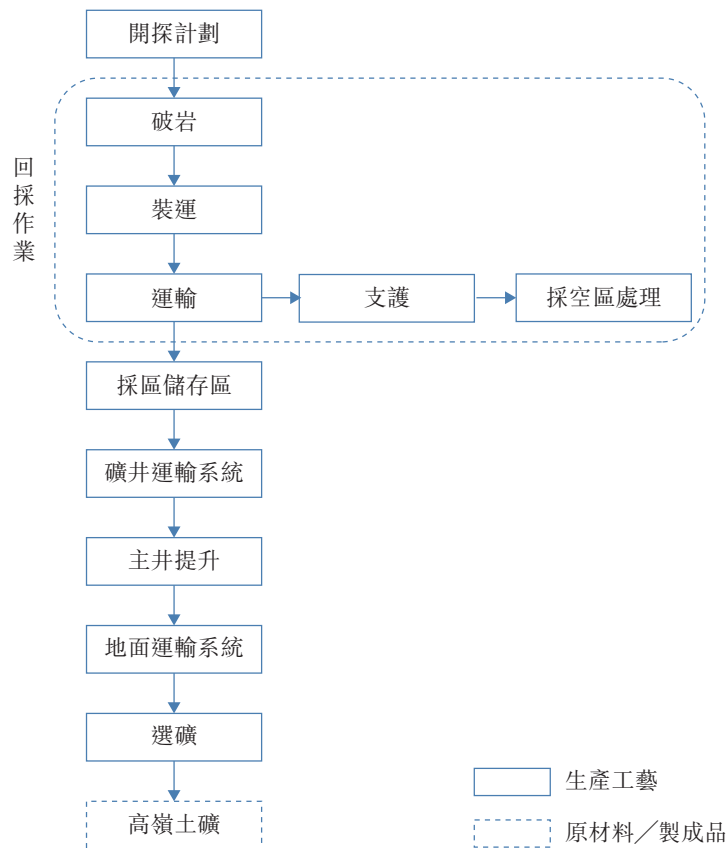 開探計劃
回採作業
破岩
裝運
運輸
支護
採空區處理
採區儲存區
礦井運輸系統
主井提升
地面運輸系統
選礦
高嶺土礦
生產工藝
原材料╱製成品